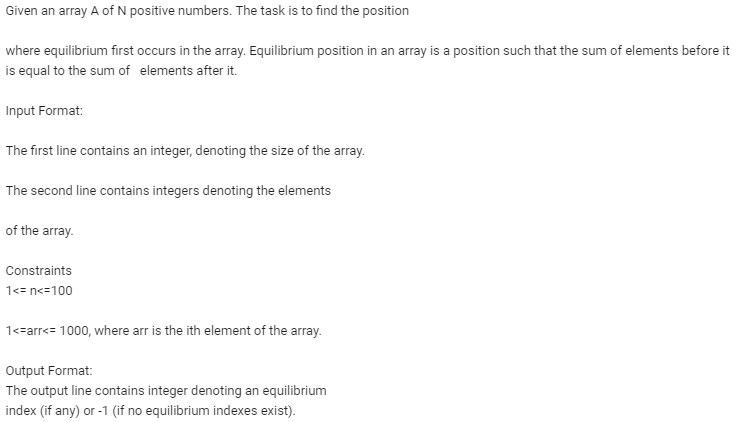 Given an array A of N positive numbers. The task is to find the position
where equilibrium first occurs in the array. Equilibrium position in an array is a position such that the sum of elements before it
is equal to the sum of elements after it.
Input Format:
The first line contains an integer, denoting the size of the array.
The second line contains integers denoting the elements
of the array.
Constraints
1<= n<=100
1<=arr<= 1000, where arr is the ith element of the array.
Output Format:
The output line contains integer denoting an equilibrium
index (if any) or -1 (if no equilibrium indexes exist).